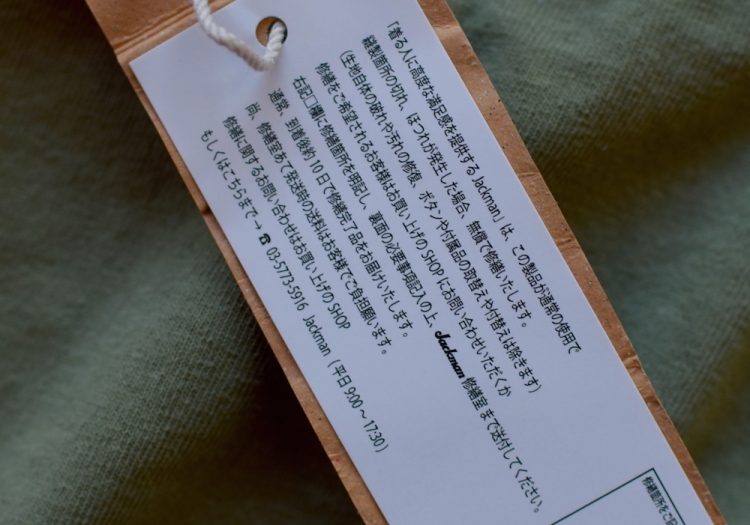 「着る人に高度な満足感を提供する Jackman」は、この製品が通常の使用で
縫製箇所の切れ、ほつれが発生した場合、無償で修繕いたします。
(生地自体の破れや汚れの修復、ボタンや付属品の取替えや付替えは除きます)
修繕をご希望されるお客様はお買い上げの SHOP にお問い合わせいただくか
右記□欄に修繕箇所を明記し、裏面の必要事項記入の上、Jackman 修繕室 まで送付してください。
通常、到着後約 10 日で修繕完了品をお届けいたします。
尚、修繕室あて発送時の送料はお客様でご負担願います。
修繕に関するお問い合わせはお買い上げの SHOP
もしくはこちらまで→ ☎ 03-5773-5916 Jackman ( 平日 9:00 〜 17:30)
修繕箇所をご